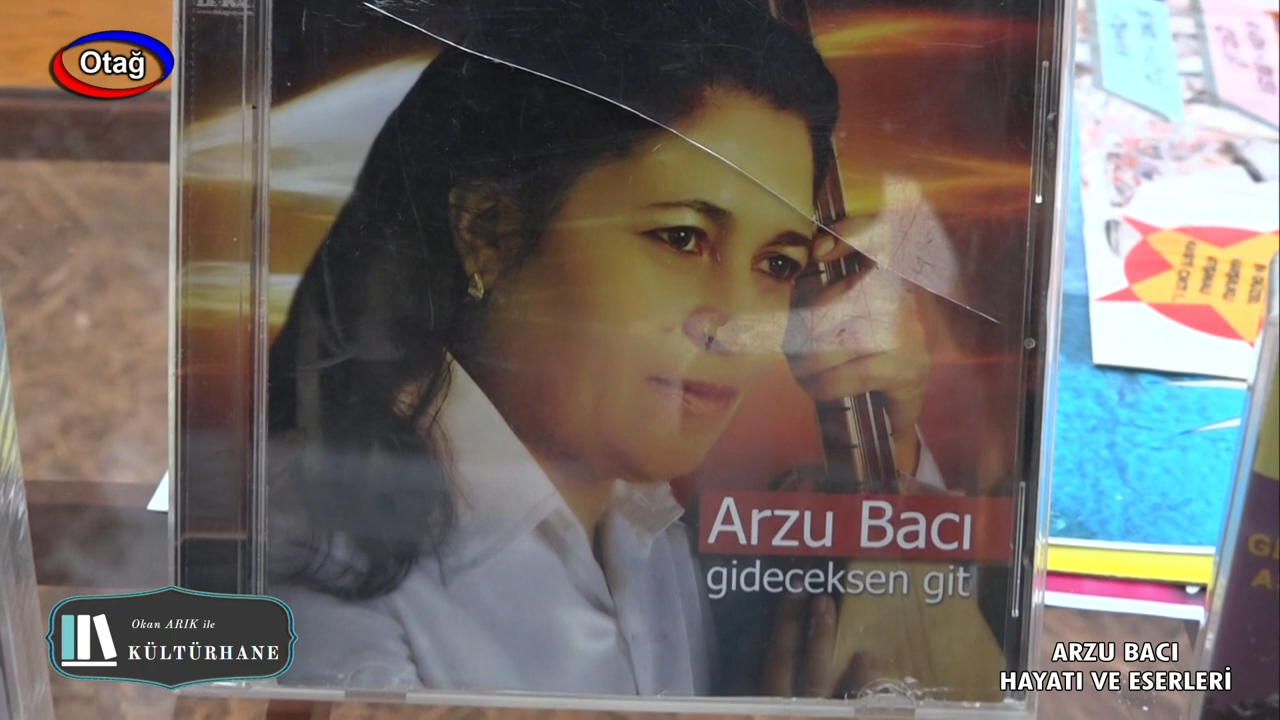 Otağ
Arzu Bacı
gideceksen git
Okan ARIK ile
KÜLTÜRHANE
ARZU BACI
HAYATI VE ESERLERİ